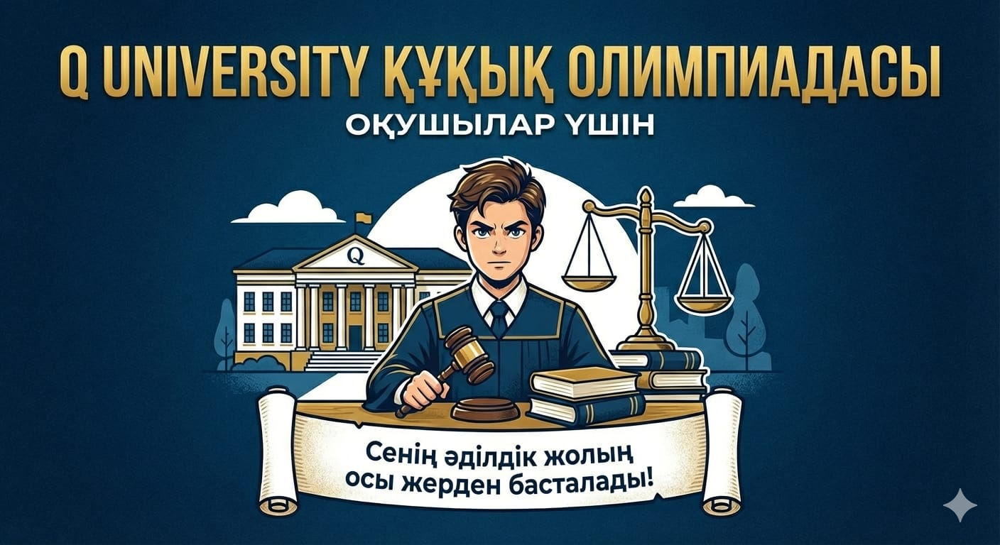 Q UNIVERSITY ҚҰҚЫҚ ОЛИМПИАДАСЫ
ОҚУШЫЛАР ҮШІН
Q
Сенің әділдік жолың
осы жерден басталады!